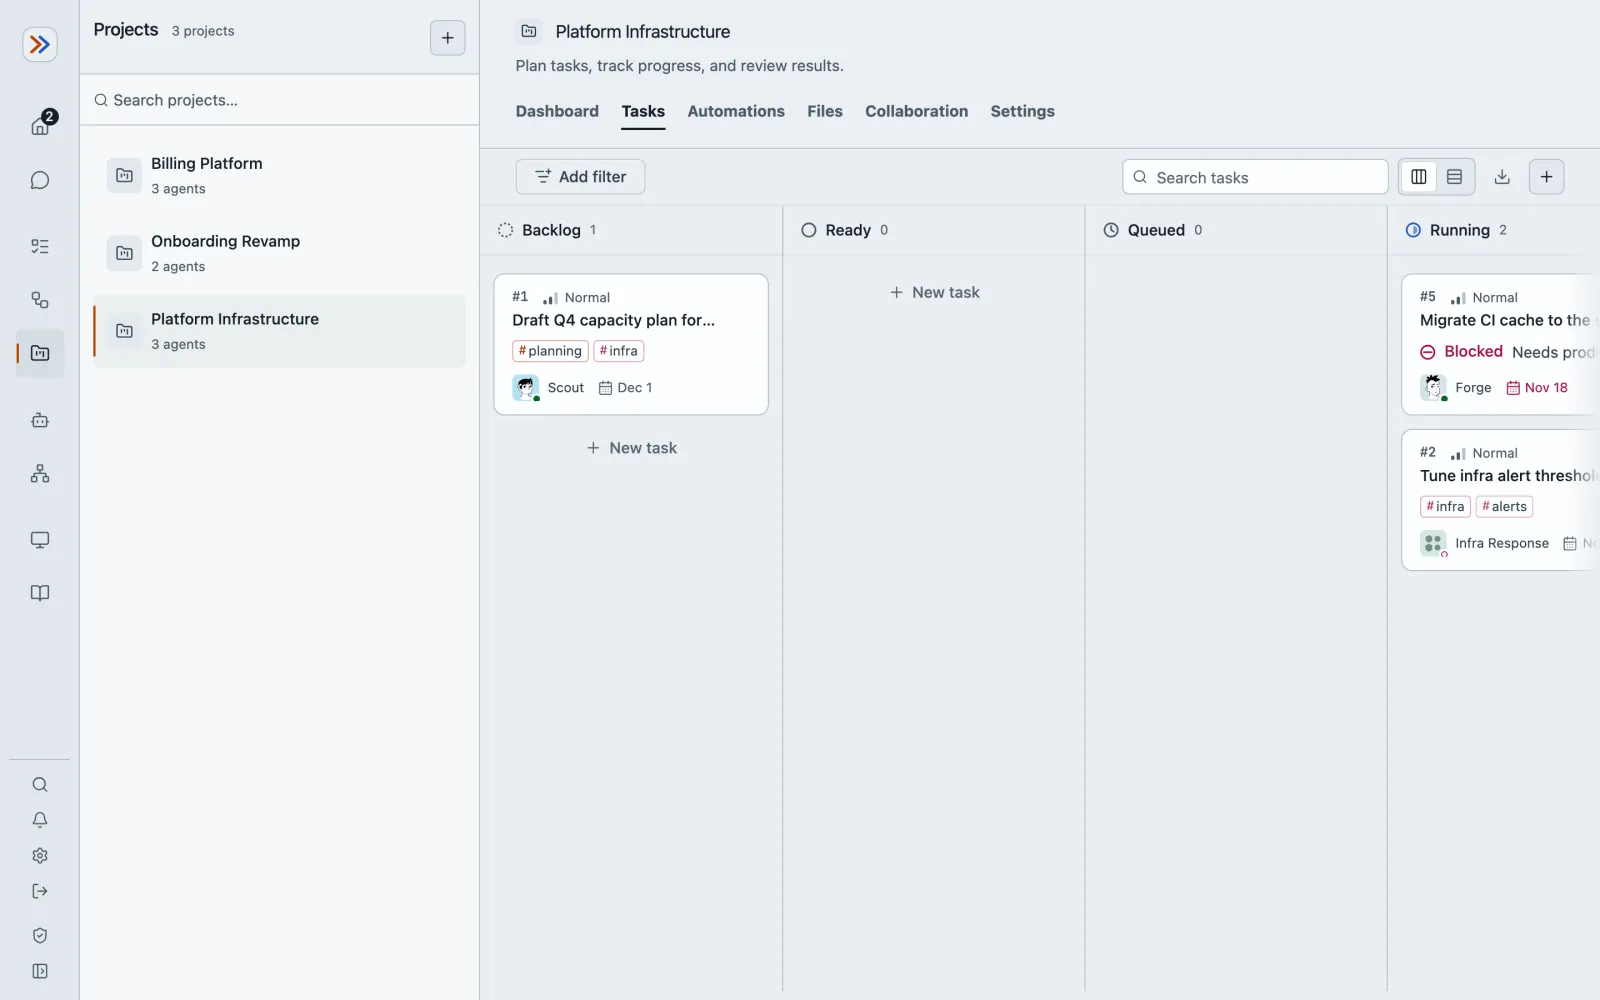 2
Projects 3 projects
Search projects...
Billing Platform
3 agents
Onboarding Revamp
2 agents
Platform Infrastructure
3 agents
Platform Infrastructure
Plan tasks, track progress, and review results.
Dashboard Tasks Automations Files Collaboration Settings
Add filter
Search tasks
Backlog 1
#1 Normal
Draft Q4 capacity plan for...
#planning #infra
Scout Dec 1
New task
Ready 0
New task
Queued 0
Running 2
#5 Normal
Migrate CI cache to the
Blocked Needs
Forge Nov 18
#2 Normal
Tune infra alert
#infra #alerts
Infra Response